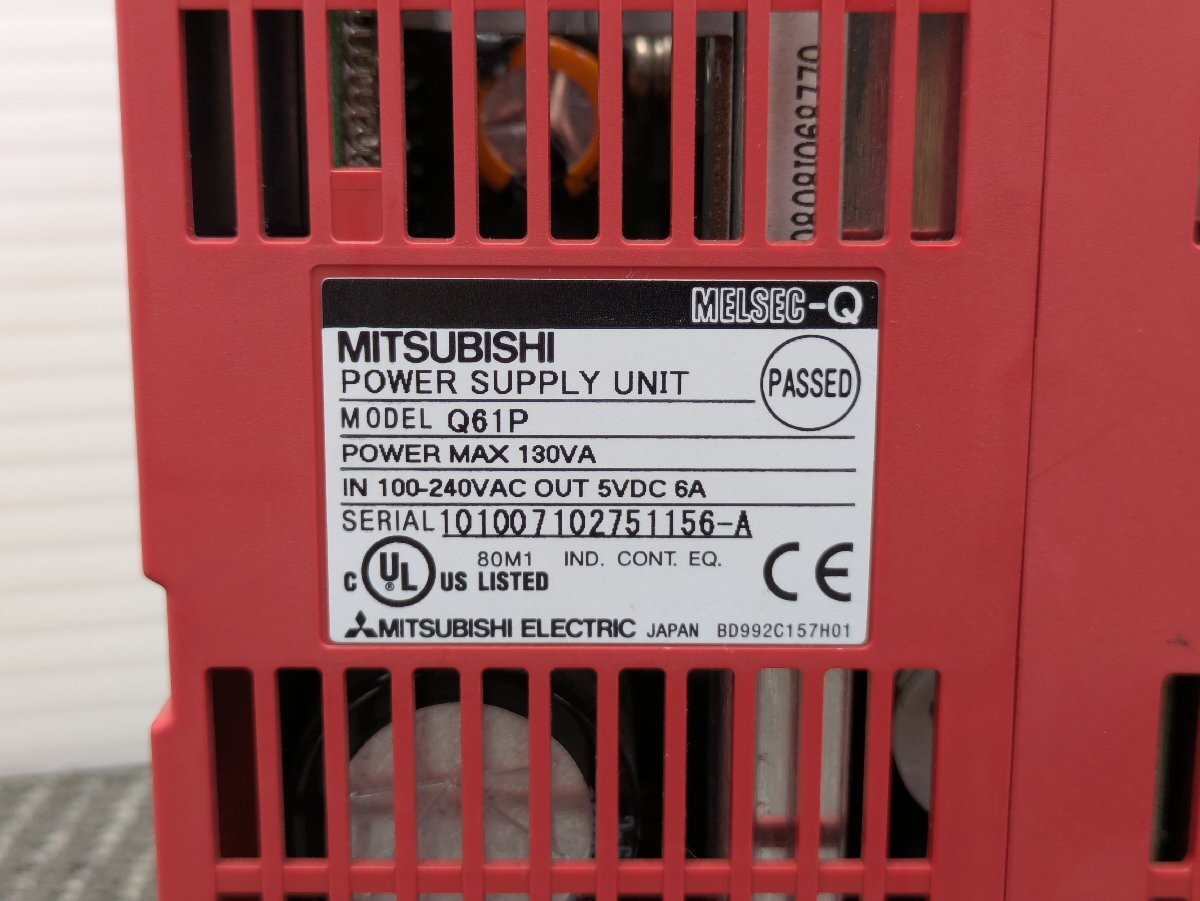 08081068770
MELSEC-Q
MITSUBISHI
POWER SUPPLY UNIT
PASSED
MODEL Q61P
POWER MAX 130VA
IN 100-240VAC OUT 5VDC 6A
SERIAL 101007102751156-A
80M1 IND. CONT. EQ.
C UL ® US LISTED
CE
MITSUBISHI ELECTRIC JAPAN BD992C157H01